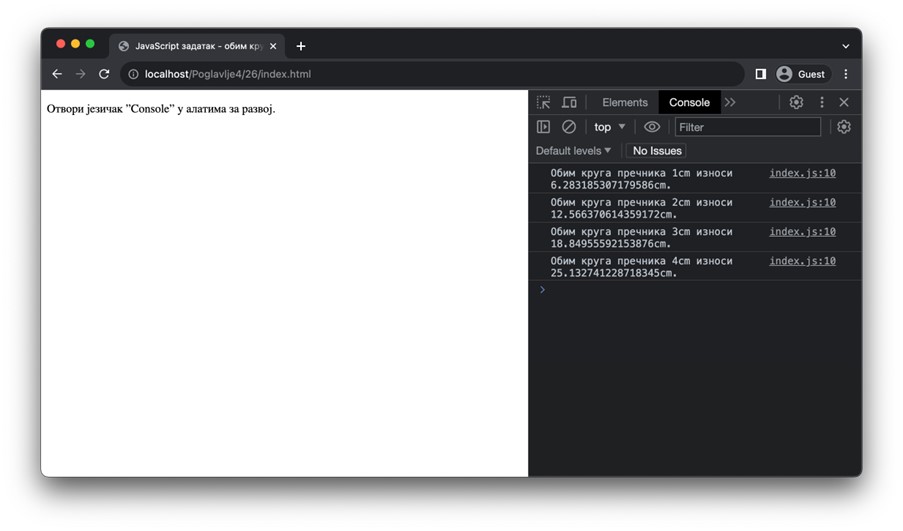 JavaScript задатак - обим кру
localhost/Poglavlje4/26/index.html
Guest
Отвори језичак ”Console” у алатима за развој.
Elements
Console
top
Filter
Default levels
No Issues
Обим круга пречника 1cm износи index.js:10
6.283185307179586cm.
Обим круга пречника 2cm износи index.js:10
12.566370614359172cm.
Обим круга пречника 3cm износи index.js:10
18.84955592153876cm.
Обим круга пречника 4cm износи index.js:10
25.132741228718345cm.